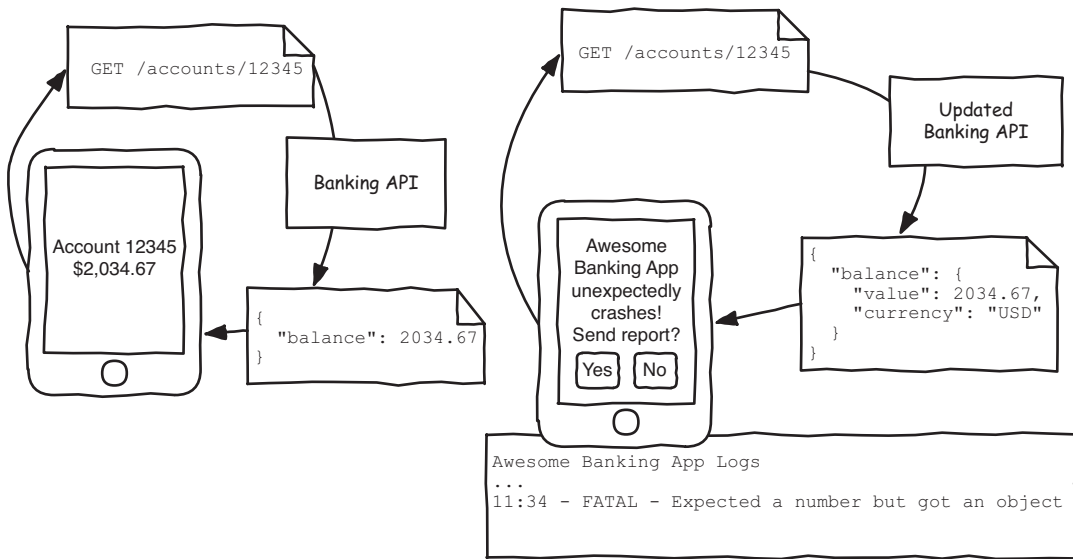 GET /accounts/12345
Banking API
Account 12345
$2,034.67
{
  "balance": 2034.67
}
GET /accounts/12345
Updated
Banking API
Awesome
Banking App
unexpectedly
crashes!
Send report?
Yes No
{
  "balance": {
    "value": 2034.67,
    "currency": "USD"
  }
}
Awesome Banking App Logs
...
11:34 - FATAL - Expected a number but got an object